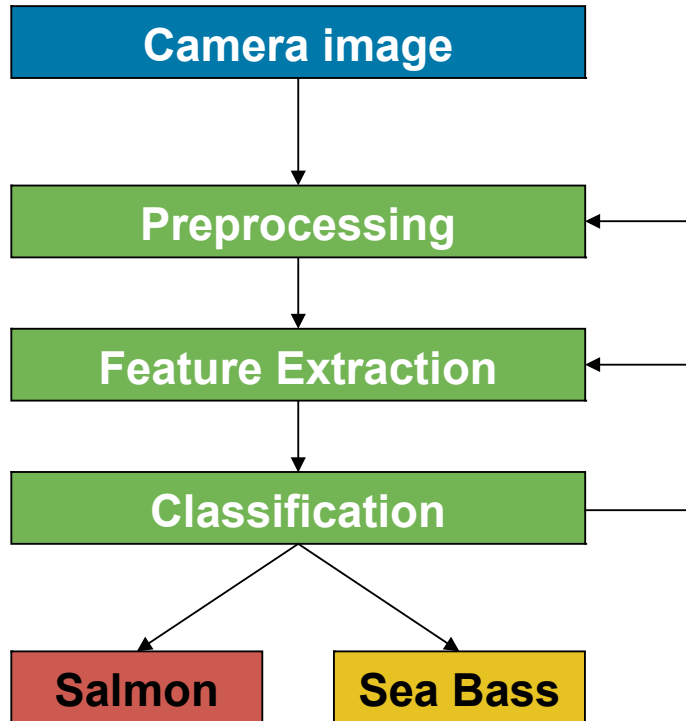 Camera image
Preprocessing
Feature Extraction
Classification
Salmon
Sea Bass